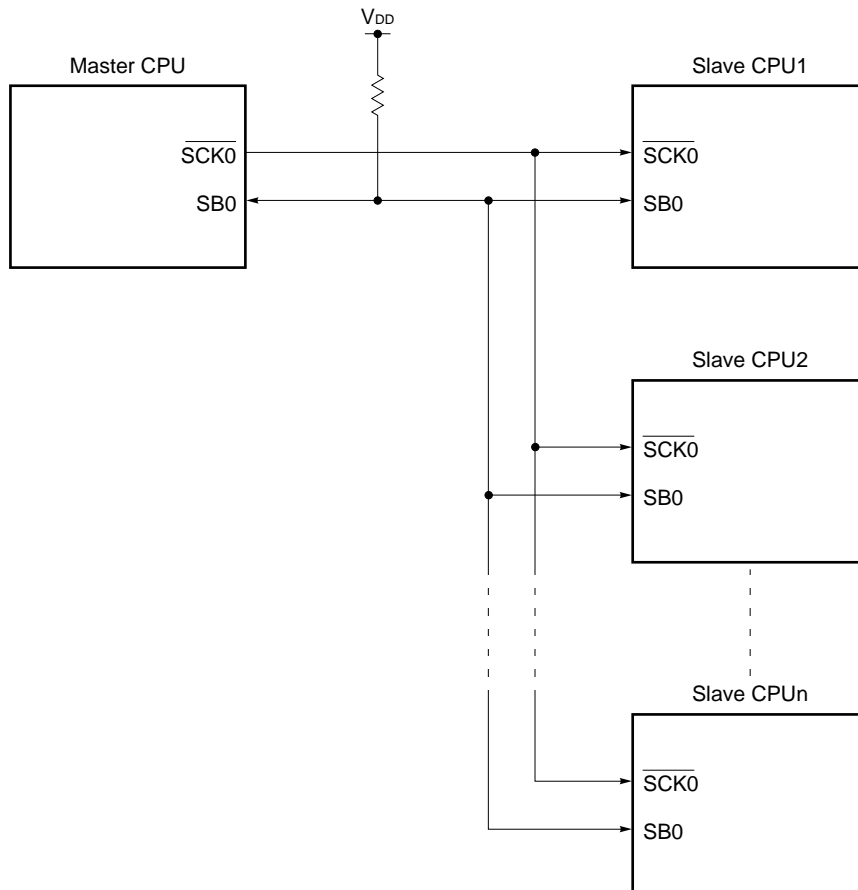 VDD
Master CPU
SCK0
SB0
Slave CPU1
SCK0
SB0
Slave CPU2
SCK0
SB0
Slave CPUn
SCK0
SB0